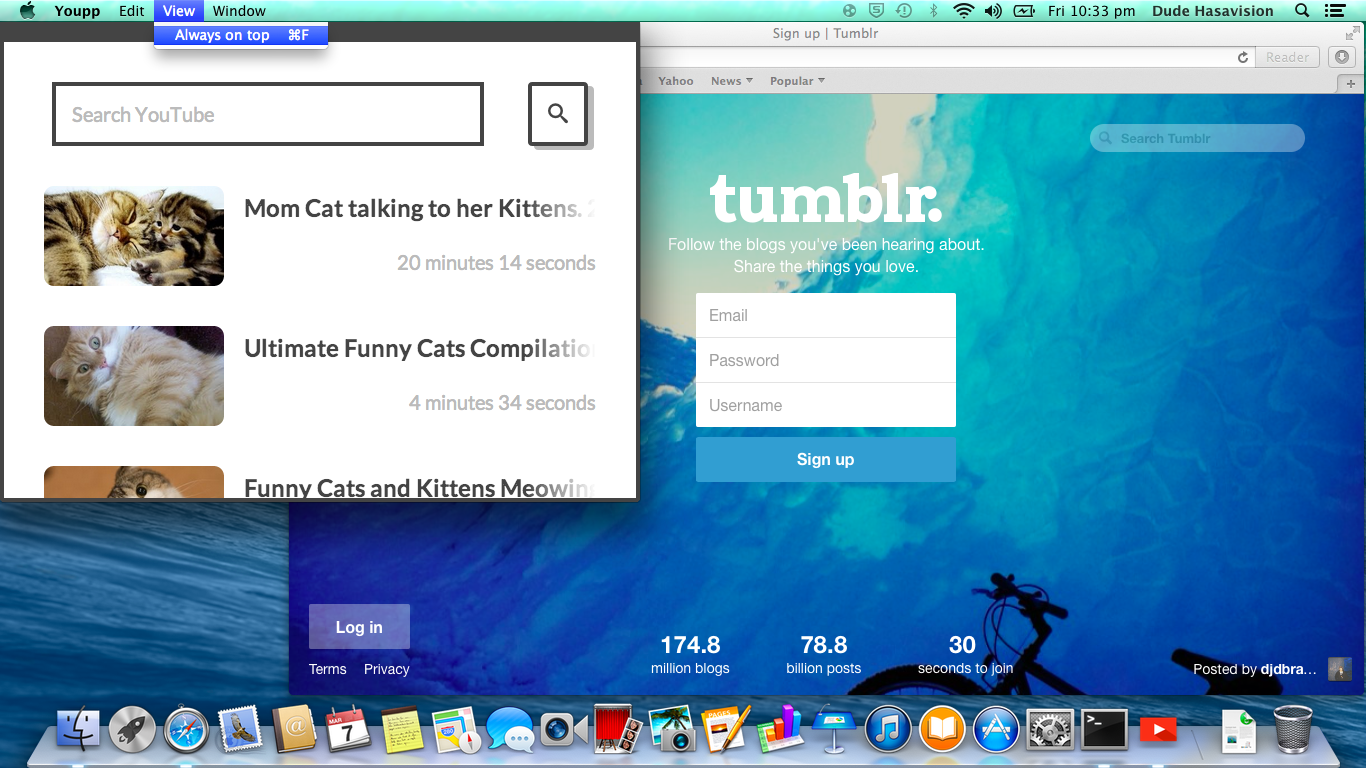 Youpp Edit View Window Fri 10:33 pm Dude Hasavision
Always on top ⌘F
Search YouTube
Mom Cat talking to her Kittens.
20 minutes 14 seconds
Ultimate Funny Cats Compilatio
4 minutes 34 seconds
Funny Cats and Kittens Meowing
Sign up | Tumblr
Reader
Yahoo News Popular
Search Tumblr
tumblr.
Follow the blogs you've been hearing about.
Share the things you love.
Email
Password
Username
Sign up
Log in
Terms Privacy
174.8
million blogs
78.8
billion posts
30
seconds to join
Posted by djdbra...
MAR
7
PAGES
>_